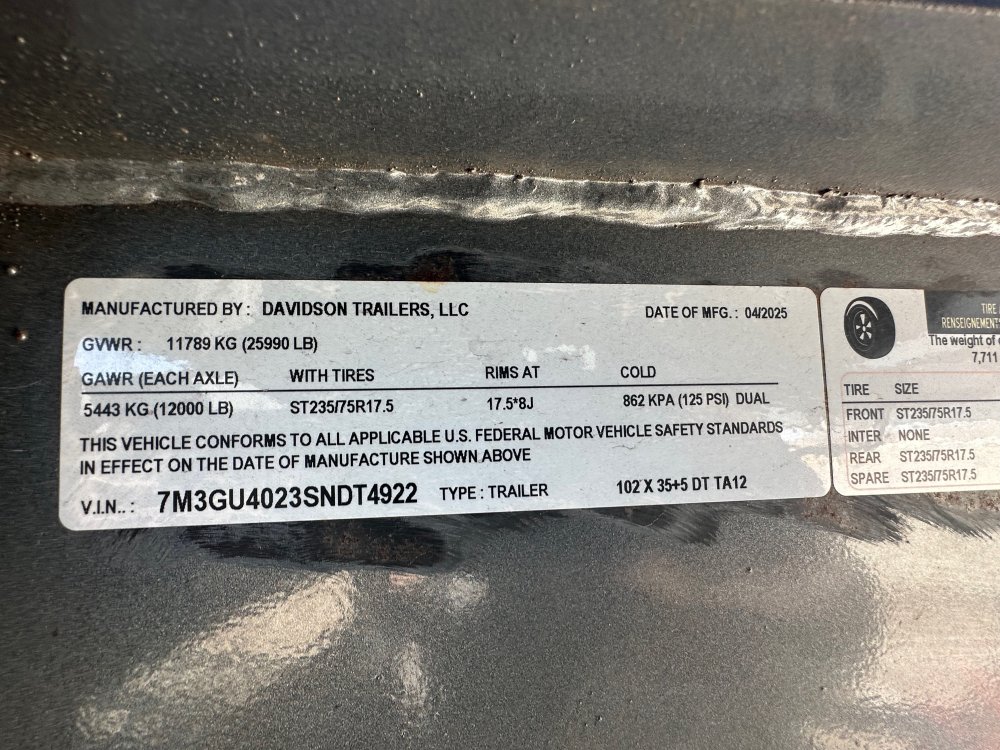 MANUFACTURED BY : DAVIDSON TRAILERS, LLC DATE OF MFG. : 04/2025
GVWR : 11789 KG (25990 LB)
GAWR (EACH AXLE) WITH TIRES RIMS AT COLD
5443 KG (12000 LB) ST235/75R17.5 17.5*8J 862 KPA (125 PSI) DUAL
THIS VEHICLE CONFORMS TO ALL APPLICABLE U.S. FEDERAL MOTOR VEHICLE SAFETY STANDARDS
IN EFFECT ON THE DATE OF MANUFACTURE SHOWN ABOVE
V.I.N.. : 7M3GU4023SNDT4922 TYPE : TRAILER 102 X 35+5 DT TA12
TIRE
RENSEIGNEMENTS
The weight of
7,711
TIRE SIZE
FRONT ST235/75R17.5
INTER NONE
REAR ST235/75R17.5
SPARE ST235/75R17.5